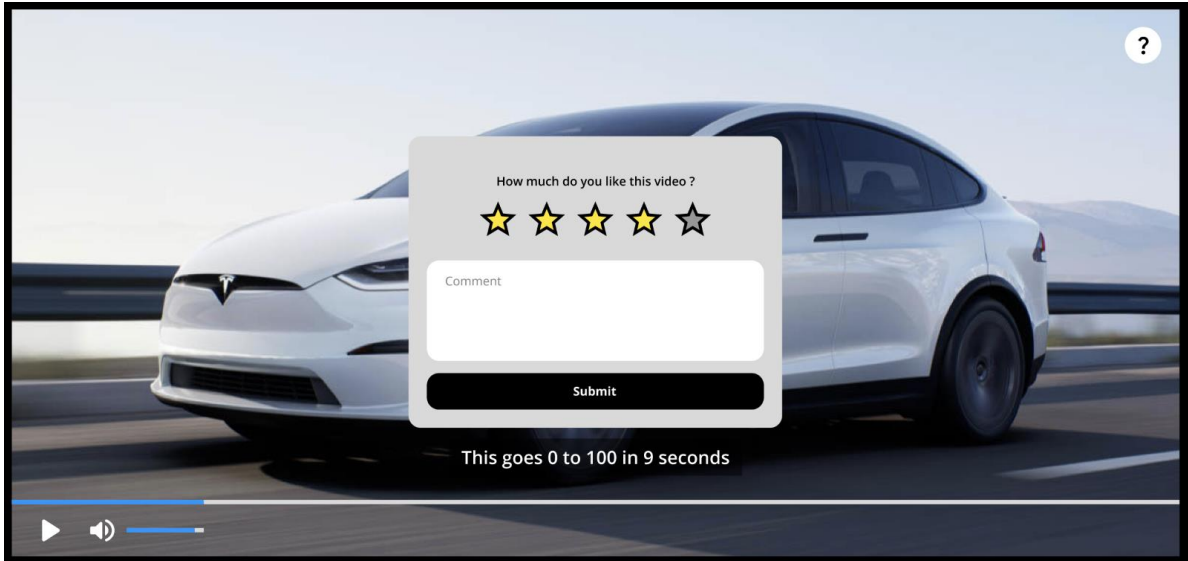 ?
How much do you like this video ?
Comment
Submit
This goes 0 to 100 in 9 seconds